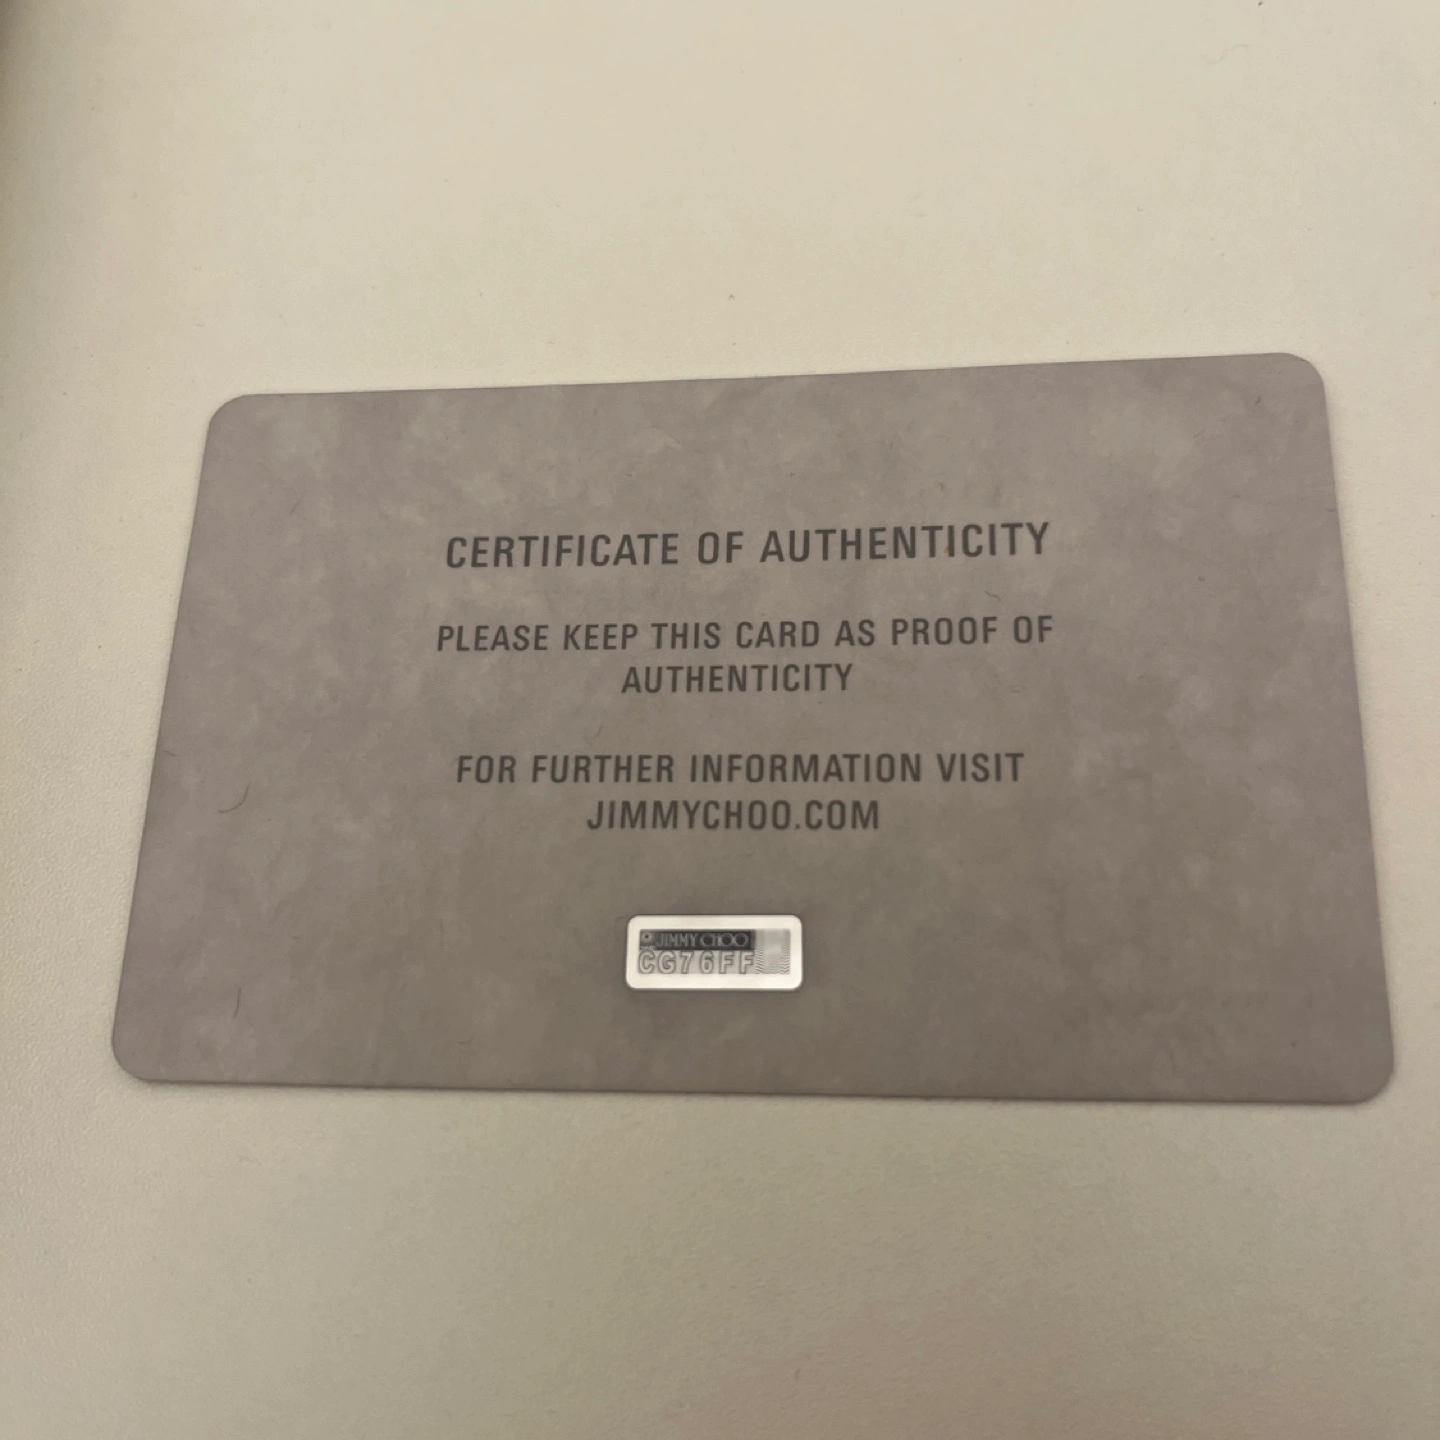 CERTIFICATE OF AUTHENTICITY
PLEASE KEEP THIS CARD AS PROOF OF
AUTHENTICITY
FOR FURTHER INFORMATION VISIT
JIMMYCHOO.COM
JIMMY CHOO
CG76FF